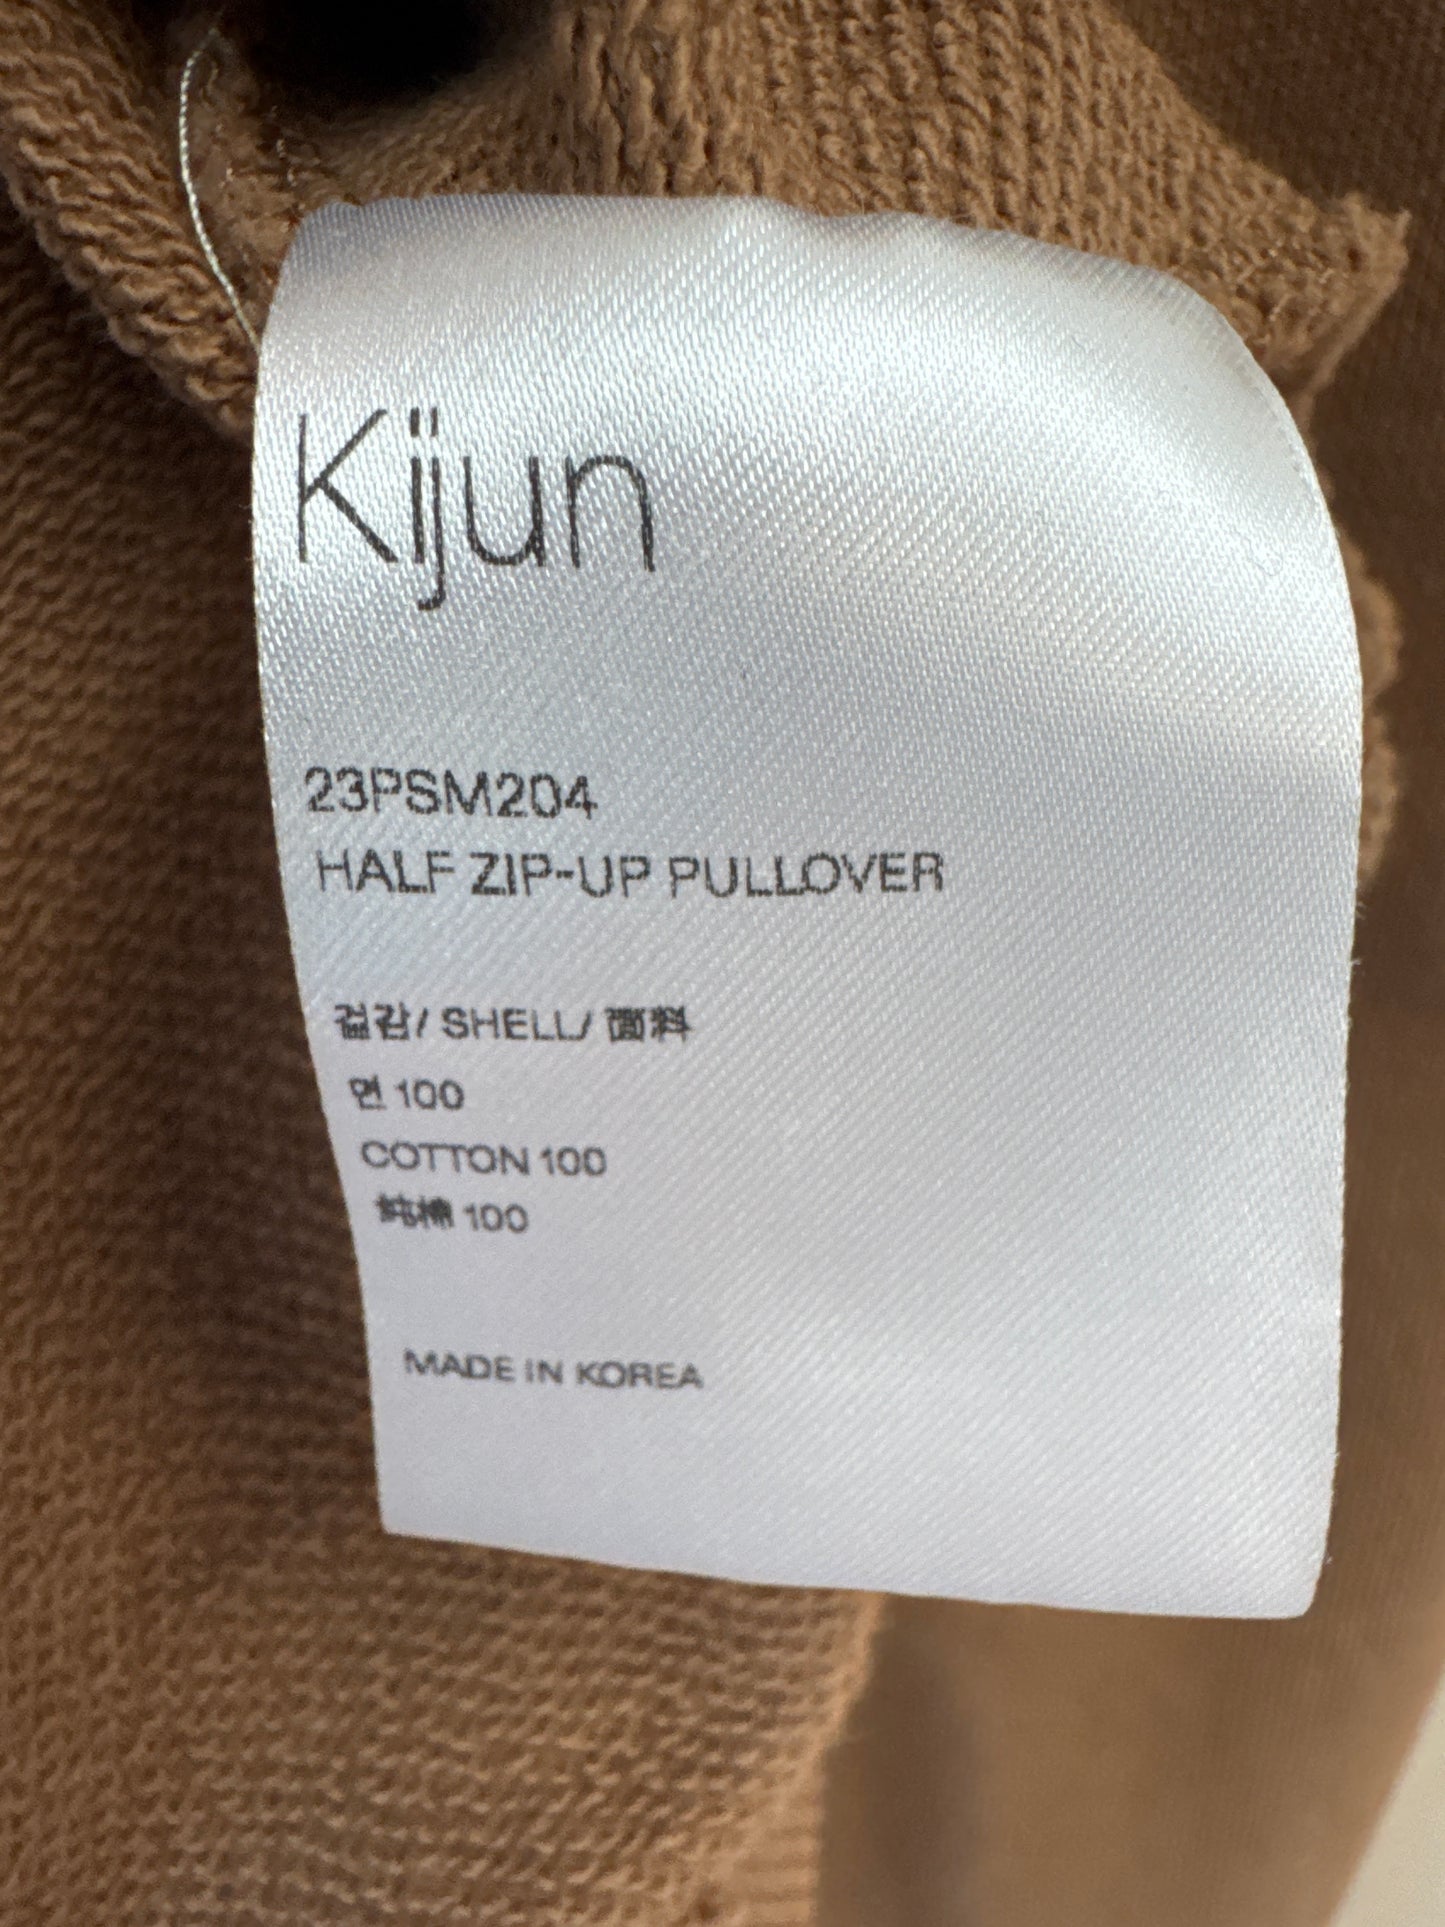 Kijun
23PSM204
HALF ZIP-UP PULLOVER
겉감/ SHELL/ 面料
면 100
COTTON 100
純棉 100
MADE IN KOREA